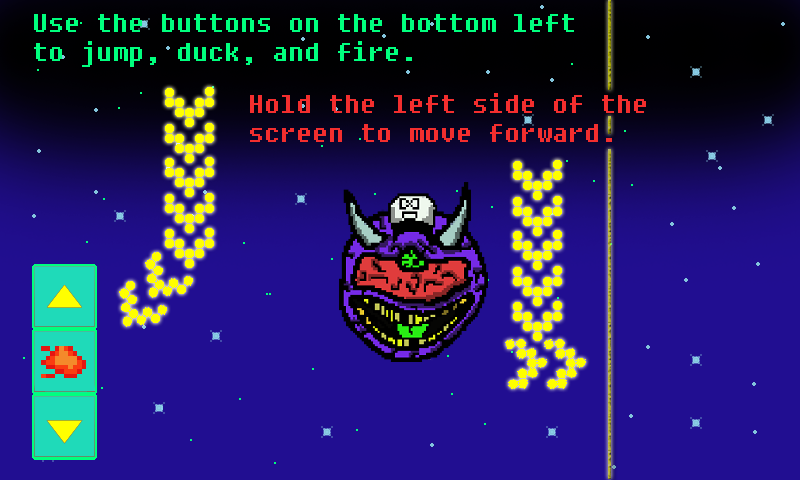 Use the buttons on the bottom left
to jump, duck, and fire.
Hold the left side of the
screen to move forward.